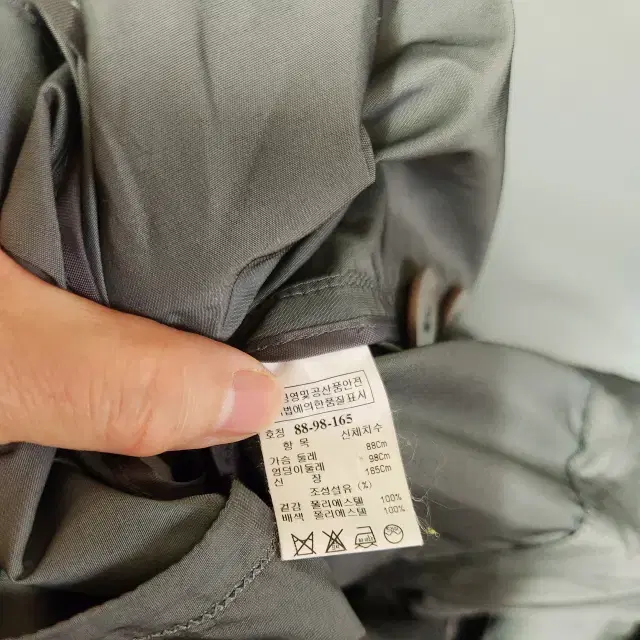 용및공산품안전
법에의한품질표시
호칭 88-98-165
항 목 신체치수
가슴 둘레 88Cm
엉덩이둘레 98Cm
신 장 165Cm
조성섬유 (%)
겉감 폴리에스텔 100%
배색 폴리에스텔 100%